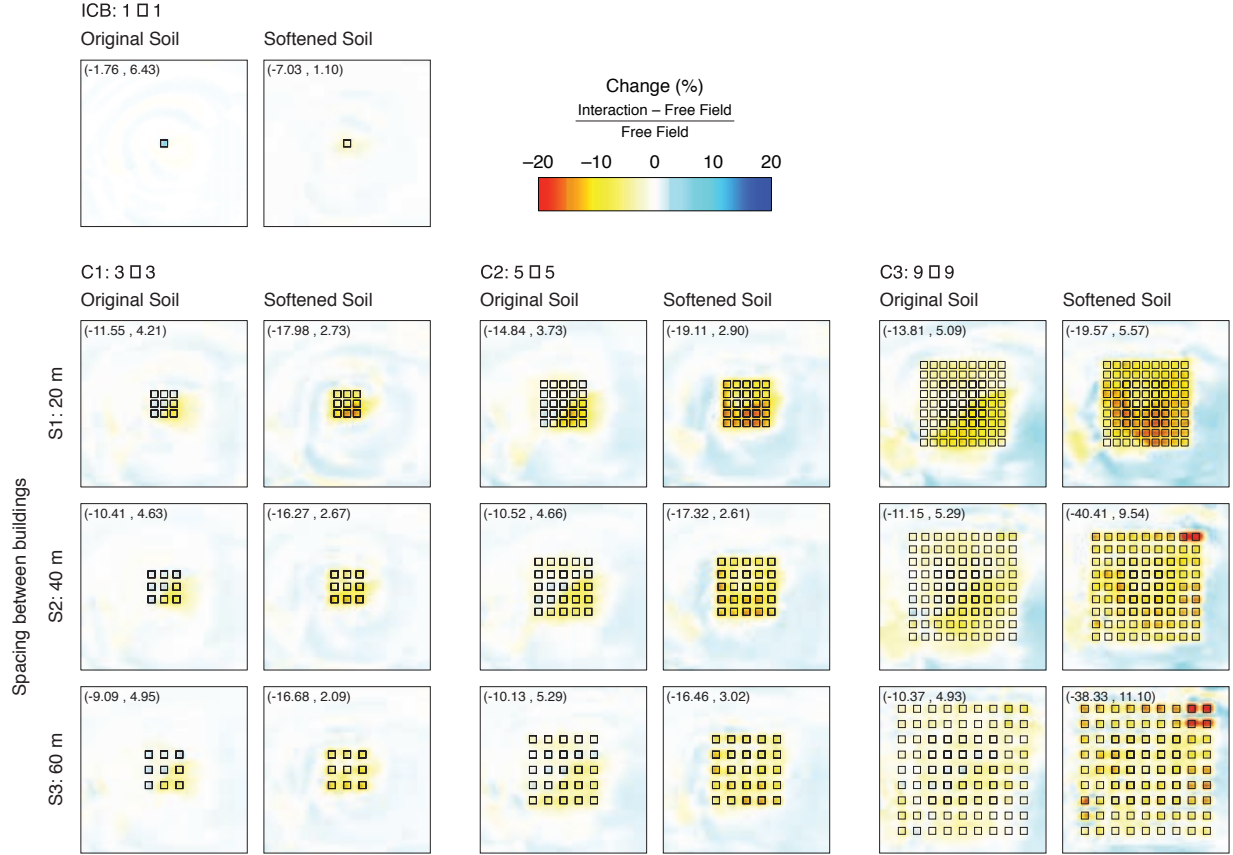 ICB: 1 □ 1
Original Soil
Softened Soil
(-1.76 , 6.43)
(-7.03 , 1.10)
Change (%)
Interaction – Free Field
Free Field
–20 –10 0 10 20
C1: 3 □ 3
C2: 5 □ 5
C3: 9 □ 9
Original Soil
Softened Soil
Original Soil
Softened Soil
Original Soil
Softened Soil
Spacing between buildings
S1: 20 m
(-11.55 , 4.21)
(-17.98 , 2.73)
(-14.84 , 3.73)
(-19.11 , 2.90)
(-13.81 , 5.09)
(-19.57 , 5.57)
S2: 40 m
(-10.41 , 4.63)
(-16.27 , 2.67)
(-10.52 , 4.66)
(-17.32 , 2.61)
(-11.15 , 5.29)
(-40.41 , 9.54)
S3: 60 m
(-9.09 , 4.95)
(-16.68 , 2.09)
(-10.13 , 5.29)
(-16.46 , 3.02)
(-10.37 , 4.93)
(-38.33 , 11.10)